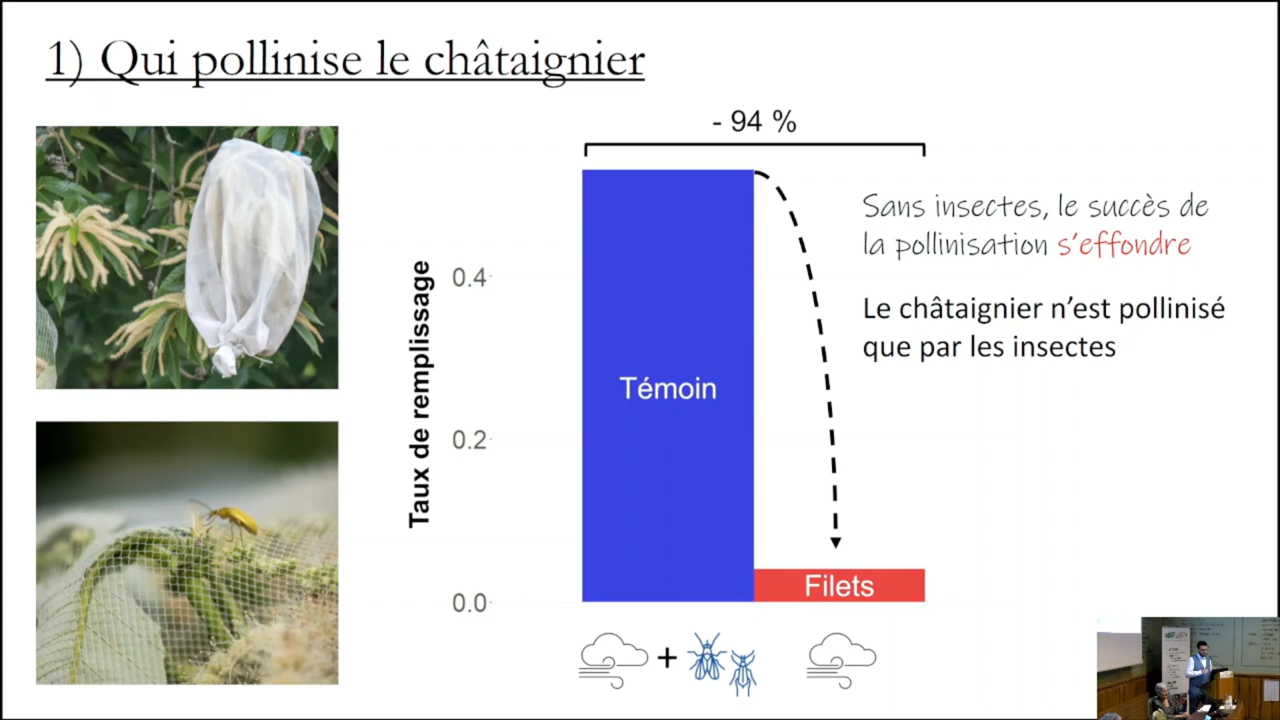 1) Qui pollinise le châtaignier
- 94 %
Sans insectes, le succès de
la pollinisation s'effondre
Le châtaignier n'est pollinisé
que par les insectes
Taux de remplissage
0.4
0.2
0.0
Témoin
Filets
+